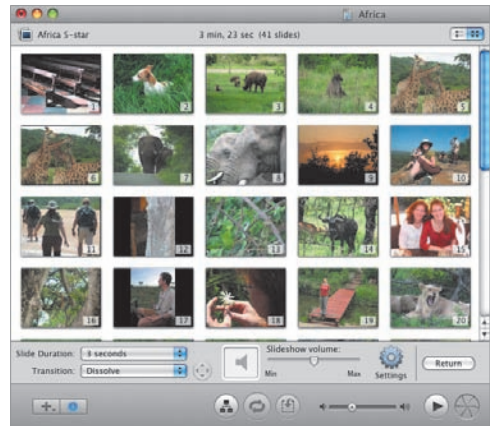 Africa
Africa 5-star 3 min, 23 sec (41 slides)
1 2 3 4 5
6 7 8 9 10
11 12 13 14 15
16 17 18 19 20
Slide Duration: 3 seconds
Slideshow volume:
Transition: Dissolve
Min Max Settings Return